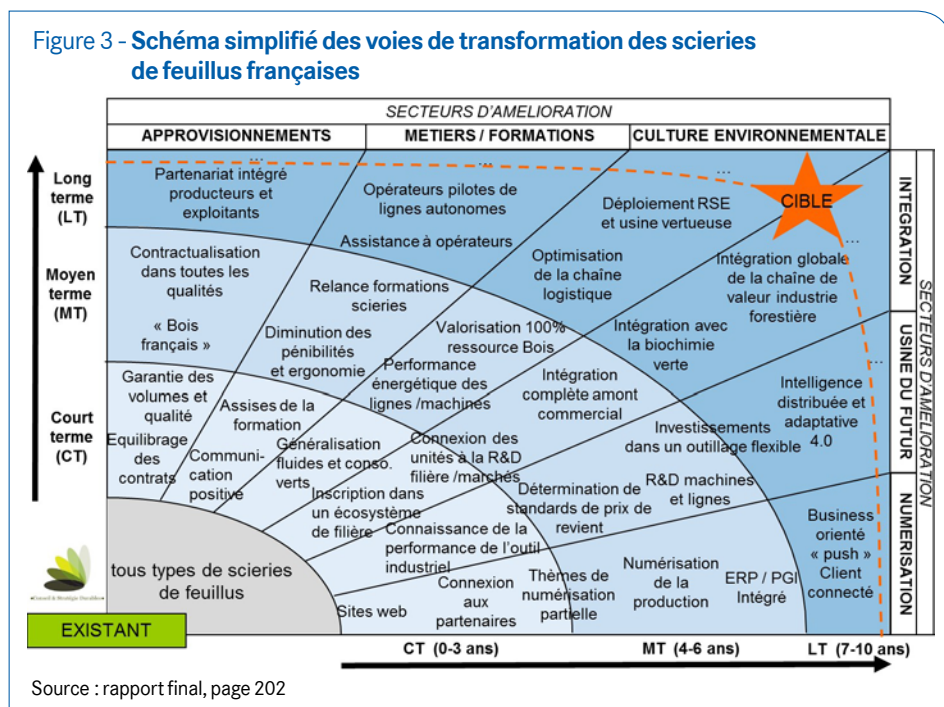 Figure 3 - Schéma simplifié des voies de transformation des scieries
de feuillus françaises
SECTEURS D'AMELIORATION
APPROVISIONNEMENTS
METIERS / FORMATIONS
CULTURE ENVIRONNEMENTALE
Long
terme
(LT)
Moyen
terme
(MT)
Court
terme
(CT)
...
Partenariat intégré
producteurs et
exploitants
Contractualisation
dans toutes les
qualités
« Bois
français »
Garantie des
volumes et
qualité
Equilibrage
des
contrats
...
Opérateurs pilotes de
lignes autonomes
Assistance à opérateurs
Relance formations
scieries
Diminution des
pénibilités
et ergonomie
Assises de la
formation
Communi-
cation
positive
...
Déploiement RSE
et usine vertueuse
Optimisation
de la chaîne
logistique
Valorisation 100%
ressource Bois
Performance
énergétique des
lignes /machines
Généralisation
fluides et conso.
verts
CIBLE
...
Intégration globale
de la chaîne de
valeur industrie
forestière
Intégration avec
la biochimie
verte
Intégration
complète amont
commercial
Connexion des
unités à la R&D
filière /marchés
Inscription dans
un écosystème
de filière
...
Intelligence
distribuée et
adaptative
4.0
Investissements
dans un outillage flexible
R&D machines
et lignes
Détermination de
standards de prix de
revient
Connaissance de la
performance de l'outil
industriel
Business
orienté
« push »
Client
connecté
ERP / PGI
Intégré
Numérisation
de la
production
Thèmes de
numérisation
partielle
Connexion
aux
partenaires
Sites web
INTEGRATION
USINE DU FUTUR
NUMERISATION
SECTEURS D'AMELIORATION
tous types de scieries
de feuillus
EXISTANT
CT (0-3 ans)
MT (4-6 ans)
LT (7-10 ans)
Source : rapport final, page 202